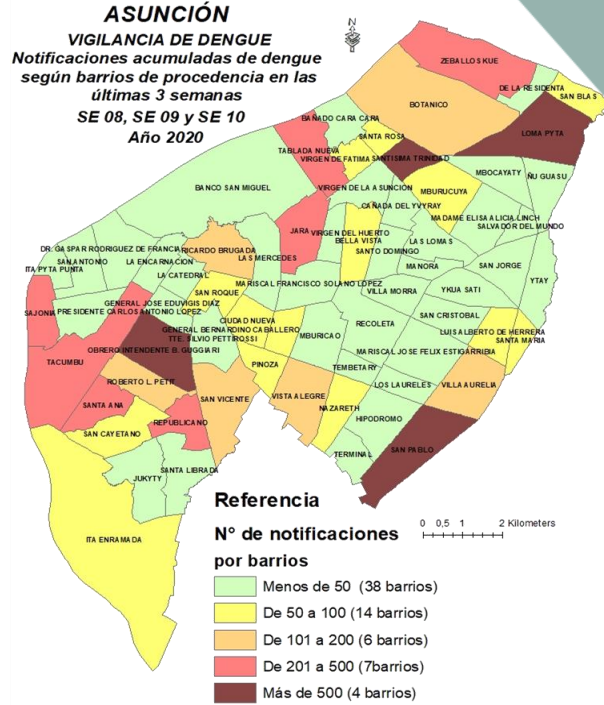 ASUNCIÓN
VIGILANCIA DE DENGUE
Notificaciones acumuladas de dengue
según barrios de procedencia en las
últimas 3 semanas
SE 08, SE 09 y SE 10
Año 2020
N
ZEBALLOS KUE
DE LA RESIDENTA
SAN BLAS
BOTANICO
BAÑADO CARA CARA
LOMA PYTA
SANTA ROSA
TABLADA NUEVA
VIRGEN DE FATIMA
SANTISIMA TRINIDAD
MBOCAYATY
ÑU GUASU
BANCO SAN MIGUEL
VIRGEN DE LA ASUNCION
MBURUCUYA
CAÑADA DEL YVYRAY
MADAME ELISA ALICIA LINCH
SALVADOR DEL MUNDO
JARA
VIRGEN DEL HUERTO
BELLA VISTA
LAS LOMAS
DR. GASPAR RODRIGUEZ DE FRANCIA
RICARDO BRUGADA
SANTO DOMINGO
SAN ANTONIO
LA ENCARNACION
LAS MERCEDES
MANORA
SAN JORGE
ITA PYTA PUNTA
LA CATEDRAL
MARISCAL FRANCISCO SOLANO LOPEZ
YTAY
SAN ROQUE
VILLA MORRA
YKUA SATI
GENERAL JOSE EDUVIGIS DIAZ
SAJONIA
PRESIDENTE CARLOS ANTONIO LOPEZ
CIUDAD NUEVA
SAN CRISTOBAL
GENERAL BERNARDINO CABALLERO
RECOLETA
LUIS ALBERTO DE HERRERA
TTE. SILVIO PETTIROSSI
MBURICAO
SANTA MARIA
OBRERO INTENDENTE B. GUGGIARI
MARISCAL JOSE FELIX ESTIGARRIBIA
TACUMBU
PINOZA
TEMBETARY
ROBERTO L. PETIT
LOS LAURELES
VILLA AURELIA
SAN VICENTE
VISTA ALEGRE
SANTA ANA
NAZARETH
HIPODROMO
REPUBLICANO
SAN CAYETANO
SAN PABLO
TERMINAL
SANTA LIBRADA
JUKYTY
ITA ENRAMADA
Referencia
N° de notificaciones
por barrios
0 0,5 1 2 Kilometers
Menos de 50 (38 barrios)
De 50 a 100 (14 barrios)
De 101 a 200 (6 barrios)
De 201 a 500 (7barrios)
Más de 500 (4 barrios)